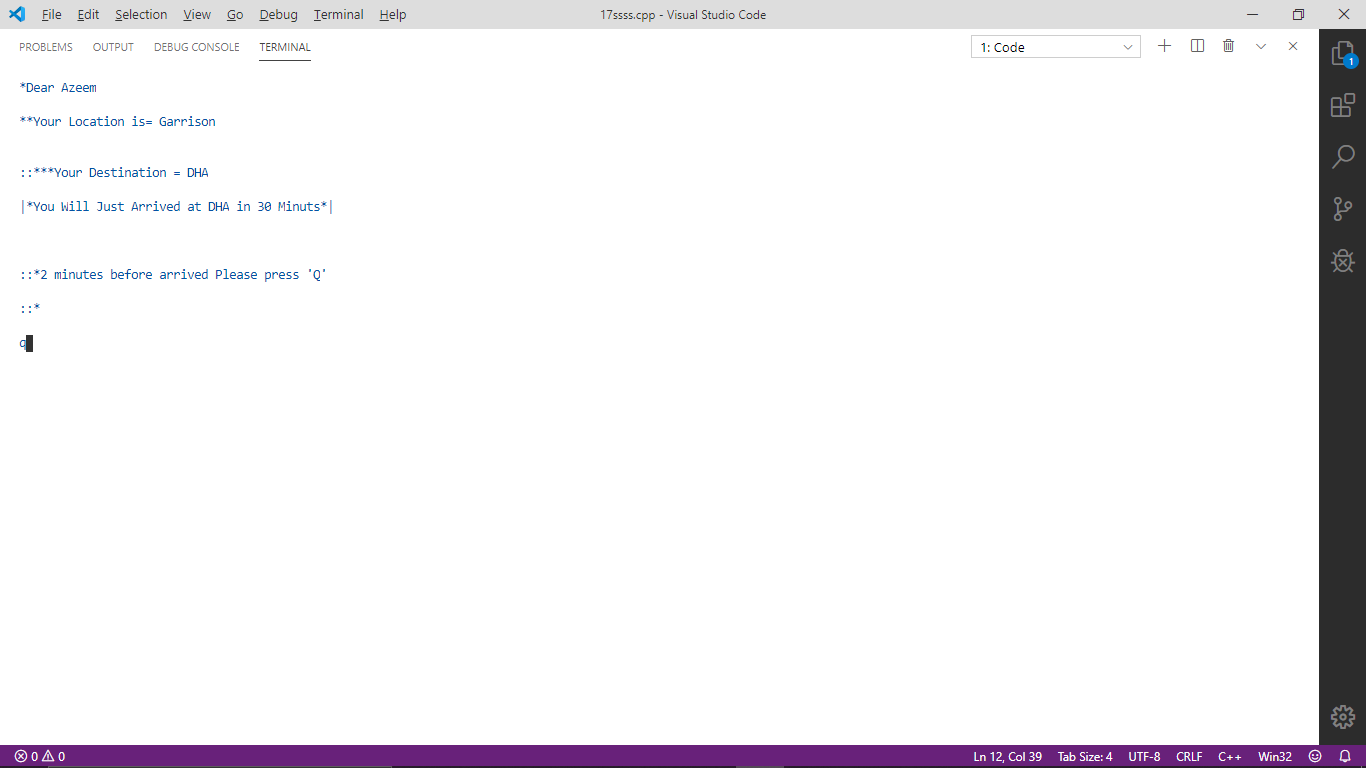 File Edit Selection View Go Debug Terminal Help 17ssss.cpp - Visual Studio Code
PROBLEMS OUTPUT DEBUG CONSOLE TERMINAL 1: Code
1
*Dear Azeem
**Your Location is= Garrison
::***Your Destination = DHA
|*You Will Just Arrived at DHA in 30 Minuts*|
::*2 minutes before arrived Please press 'Q'
::*
q
0 0 Ln 12, Col 39 Tab Size: 4 UTF-8 CRLF C++ Win32